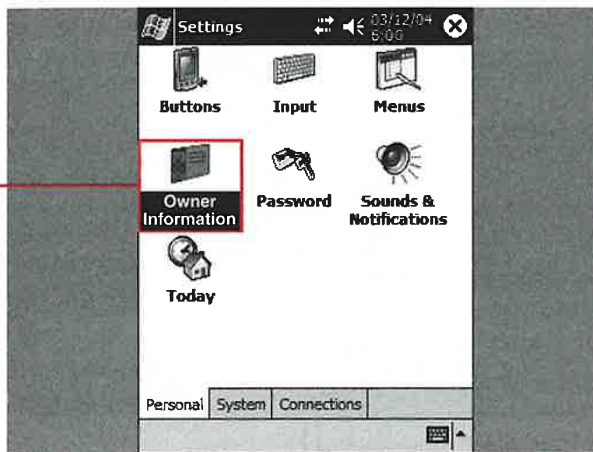 Settings
03/12/04
6:00
Buttons Input Menus
Owner Information
Password
Sounds & Notifications
Today
Personal System Connections